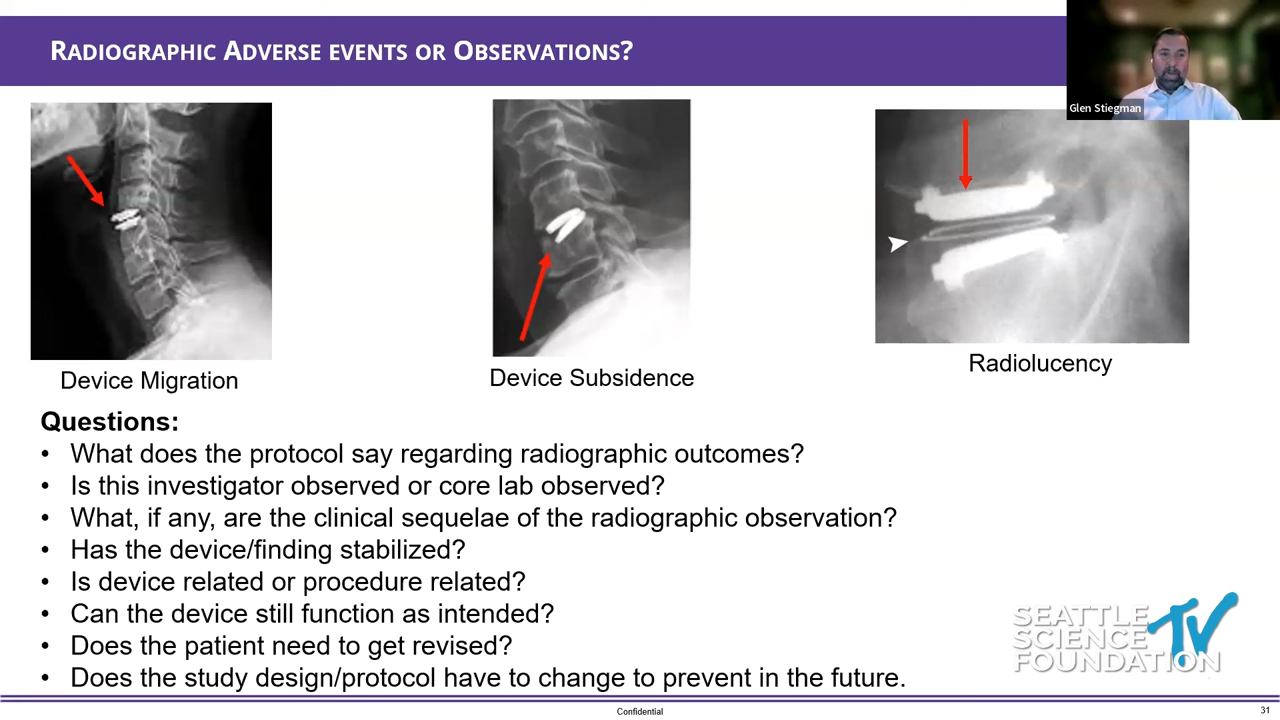 RADIOGRAPHIC ADVERSE EVENTS OR OBSERVATIONS?
Glen Stiegman
Device Migration
Device Subsidence
Radiolucency
Questions:
• What does the protocol say regarding radiographic outcomes?
• Is this investigator observed or core lab observed?
• What, if any, are the clinical sequelae of the radiographic observation?
• Has the device/finding stabilized?
• Is device related or procedure related?
• Can the device still function as intended?
• Does the patient need to get revised?
• Does the study design/protocol have to change to prevent in the future.
SEATTLE
SCIENCE
FOUNDATION
TV
Confidential
31